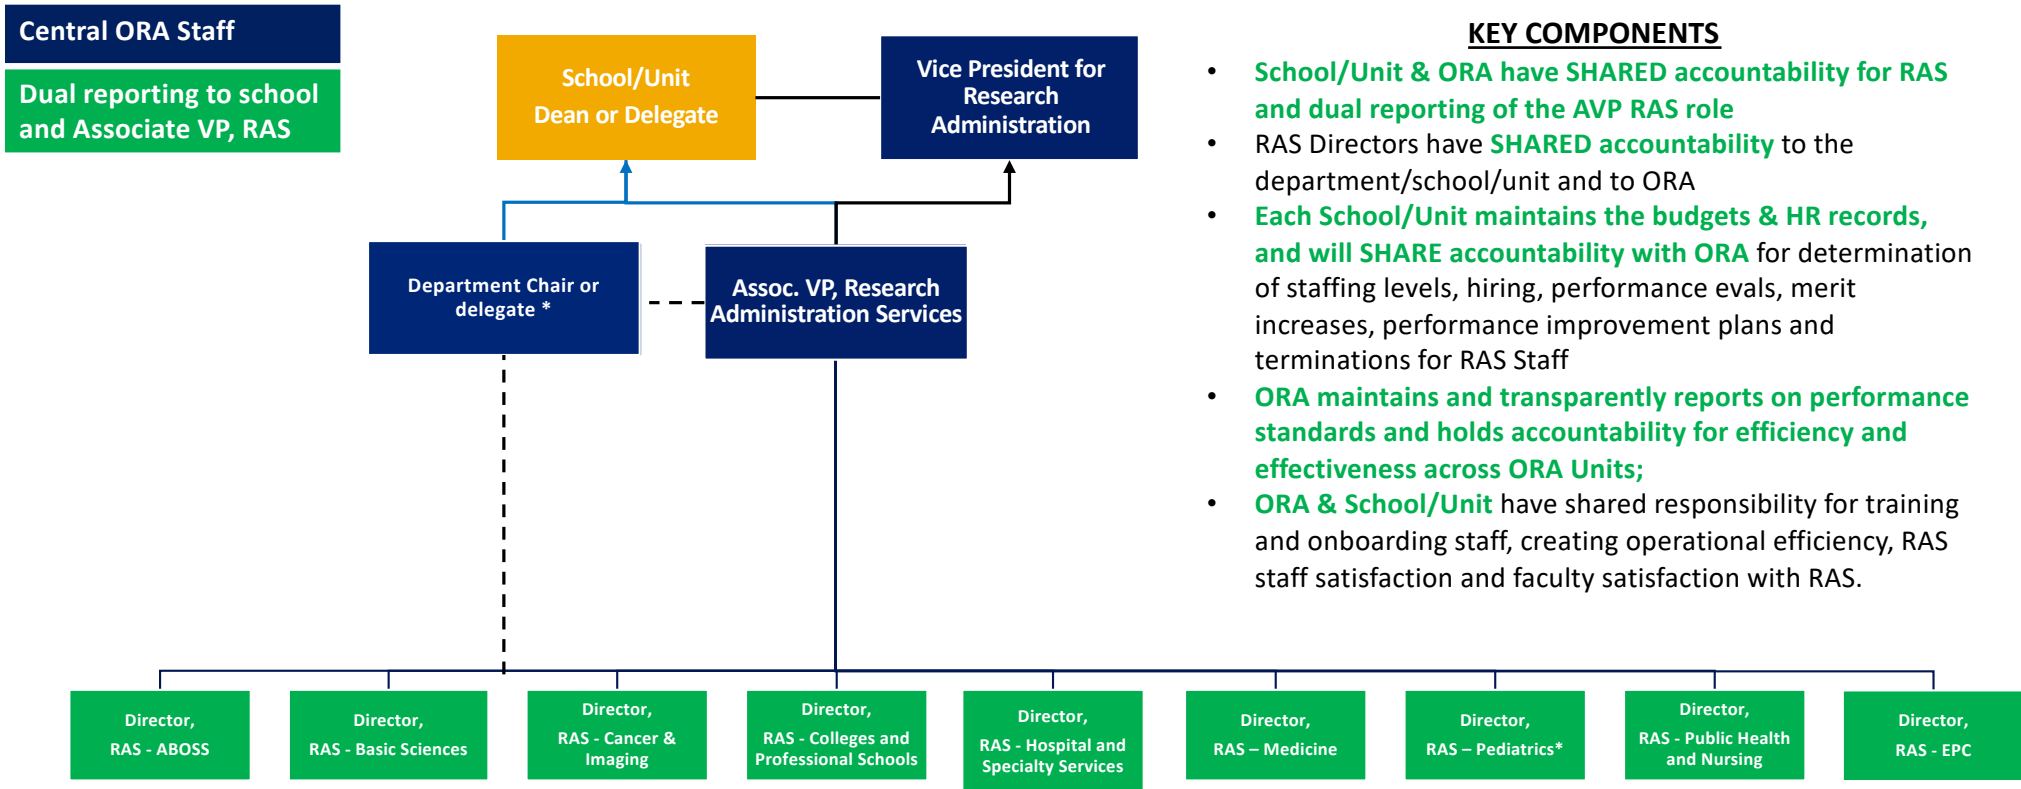 Central ORA Staff
Dual reporting to school
and Associate VP, RAS
School/Unit
Dean or Delegate
Vice President for
Research
Administration
Department Chair or
delegate *
Assoc. VP, Research
Administration Services
KEY COMPONENTS
• School/Unit & ORA have SHARED accountability for RAS
and dual reporting of the AVP RAS role
• RAS Directors have SHARED accountability to the
department/school/unit and to ORA
• Each School/Unit maintains the budgets & HR records,
and will SHARE accountability with ORA for determination
of staffing levels, hiring, performance evals, merit
increases, performance improvement plans and
terminations for RAS Staff
• ORA maintains and transparently reports on performance
standards and holds accountability for efficiency and
effectiveness across ORA Units;
• ORA & School/Unit have shared responsibility for training
and onboarding staff, creating operational efficiency, RAS
staff satisfaction and faculty satisfaction with RAS.
Director,
RAS - ABOSS
Director,
RAS - Basic Sciences
Director,
RAS - Cancer &
Imaging
Director,
RAS - Colleges and
Professional Schools
Director,
RAS - Hospital and
Specialty Services
Director,
RAS – Medicine
Director,
RAS – Pediatrics*
Director,
RAS - Public Health
and Nursing
Director,
RAS - EPC